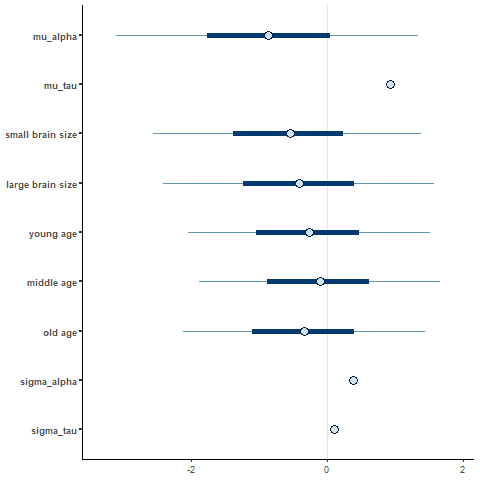 mu_alpha
mu_tau
small brain size
large brain size
young age
middle age
old age
sigma_alpha
sigma_tau
-2 0 2